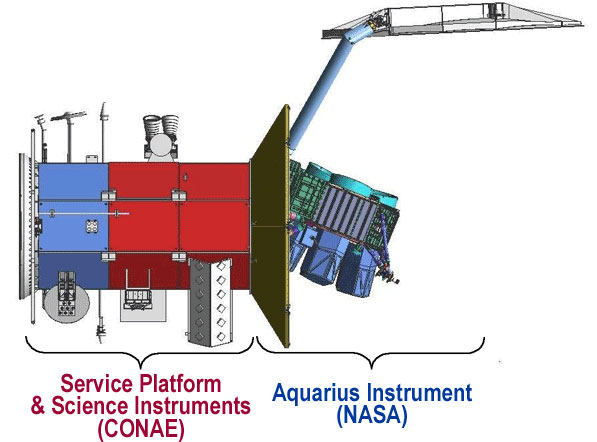 Service Platform
& Science Instruments
(CONAE)
Aquarius Instrument
(NASA)